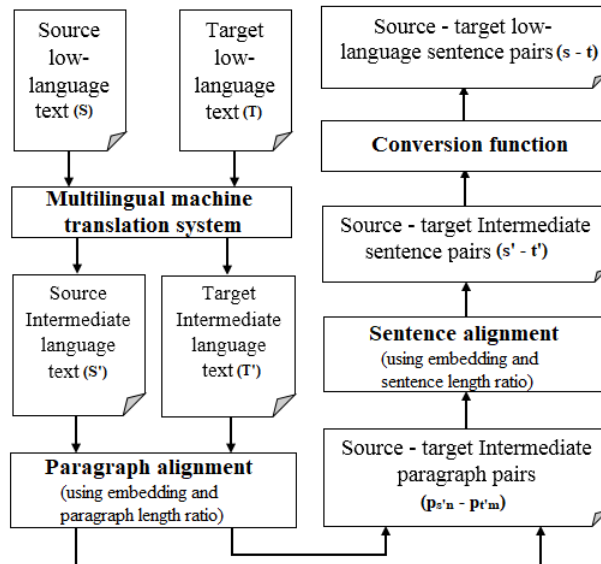 Source
low-
language
text (S)
Target
low-
language
text (T)
Multilingual machine
translation system
Source
Intermediate
language
text (S')
Target
Intermediate
language
text (T')
Paragraph alignment
(using embedding and
paragraph length ratio)
Source - target low-
language sentence pairs (s - t)
Conversion function
Source - target Intermediate
sentence pairs (s' - t')
Sentence alignment
(using embedding and
sentence length ratio)
Source - target Intermediate
paragraph pairs
(ps'n - pt'm)